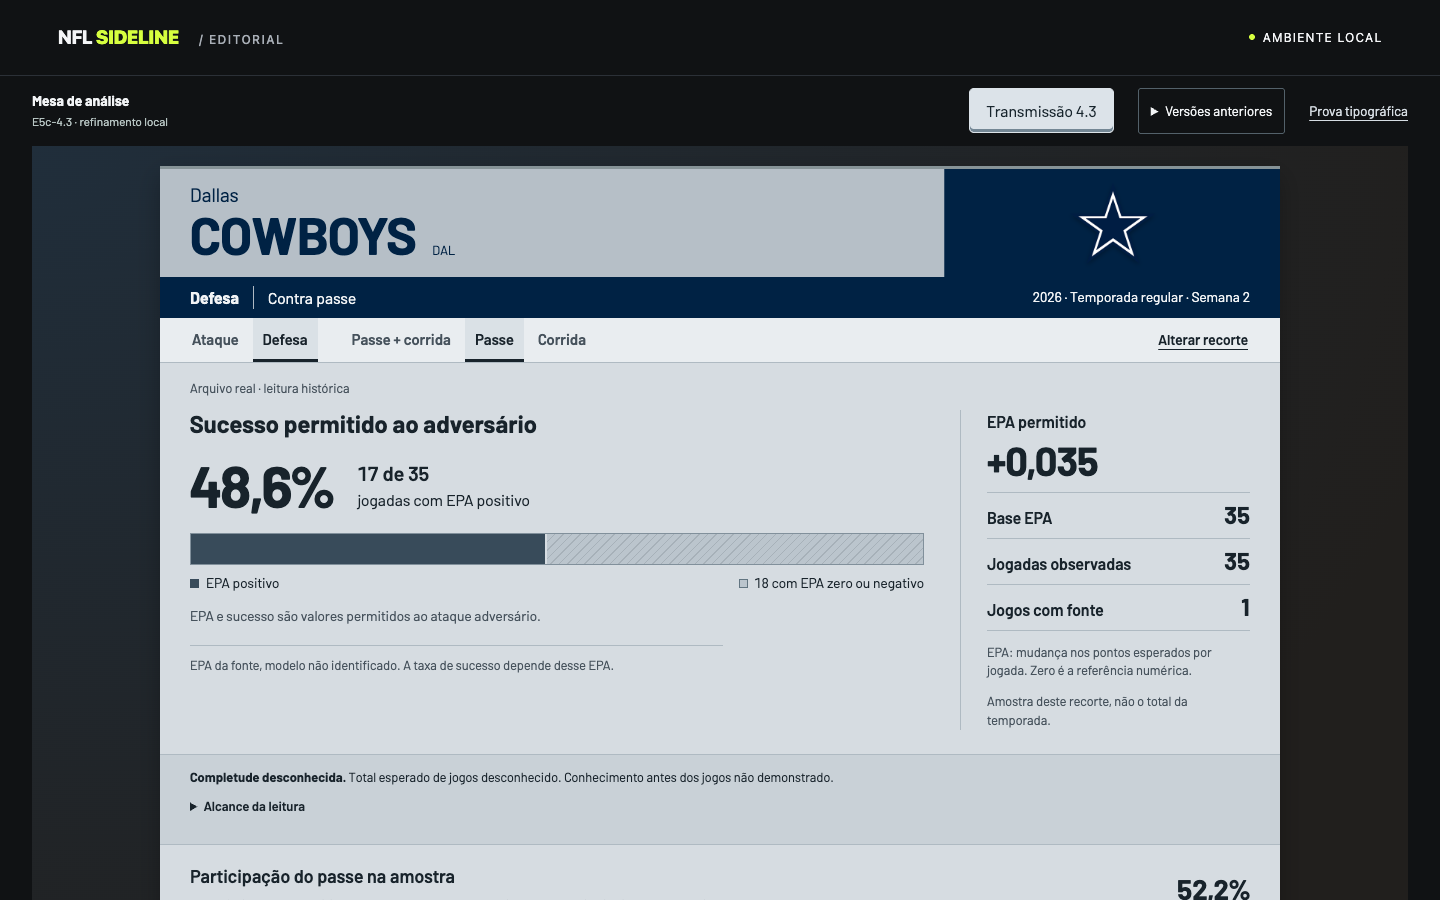 NFL SIDELINE / EDITORIAL
AMBIENTE LOCAL
Mesa de análise
E5c-4.3 · refinamento local
Transmissão 4.3
▶ Versões anteriores
Prova tipográfica
Dallas
COWBOYS DAL
Defesa Contra passe
2026 · Temporada regular · Semana 2
Ataque Defesa Passe + corrida Passe Corrida
Alterar recorte
Arquivo real · leitura histórica
Sucesso permitido ao adversário
48,6%
17 de 35
jogadas com EPA positivo
EPA positivo
18 com EPA zero ou negativo
EPA e sucesso são valores permitidos ao ataque adversário.
EPA da fonte, modelo não identificado. A taxa de sucesso depende desse EPA.
EPA permitido
+0,035
Base EPA 35
Jogadas observadas 35
Jogos com fonte 1
EPA: mudança nos pontos esperados por
jogada. Zero é a referência numérica.
Amostra deste recorte, não o total da
temporada.
Completude desconhecida. Total esperado de jogos desconhecido. Conhecimento antes dos jogos não demonstrado.
▶ Alcance da leitura
Participação do passe na amostra
52,2%